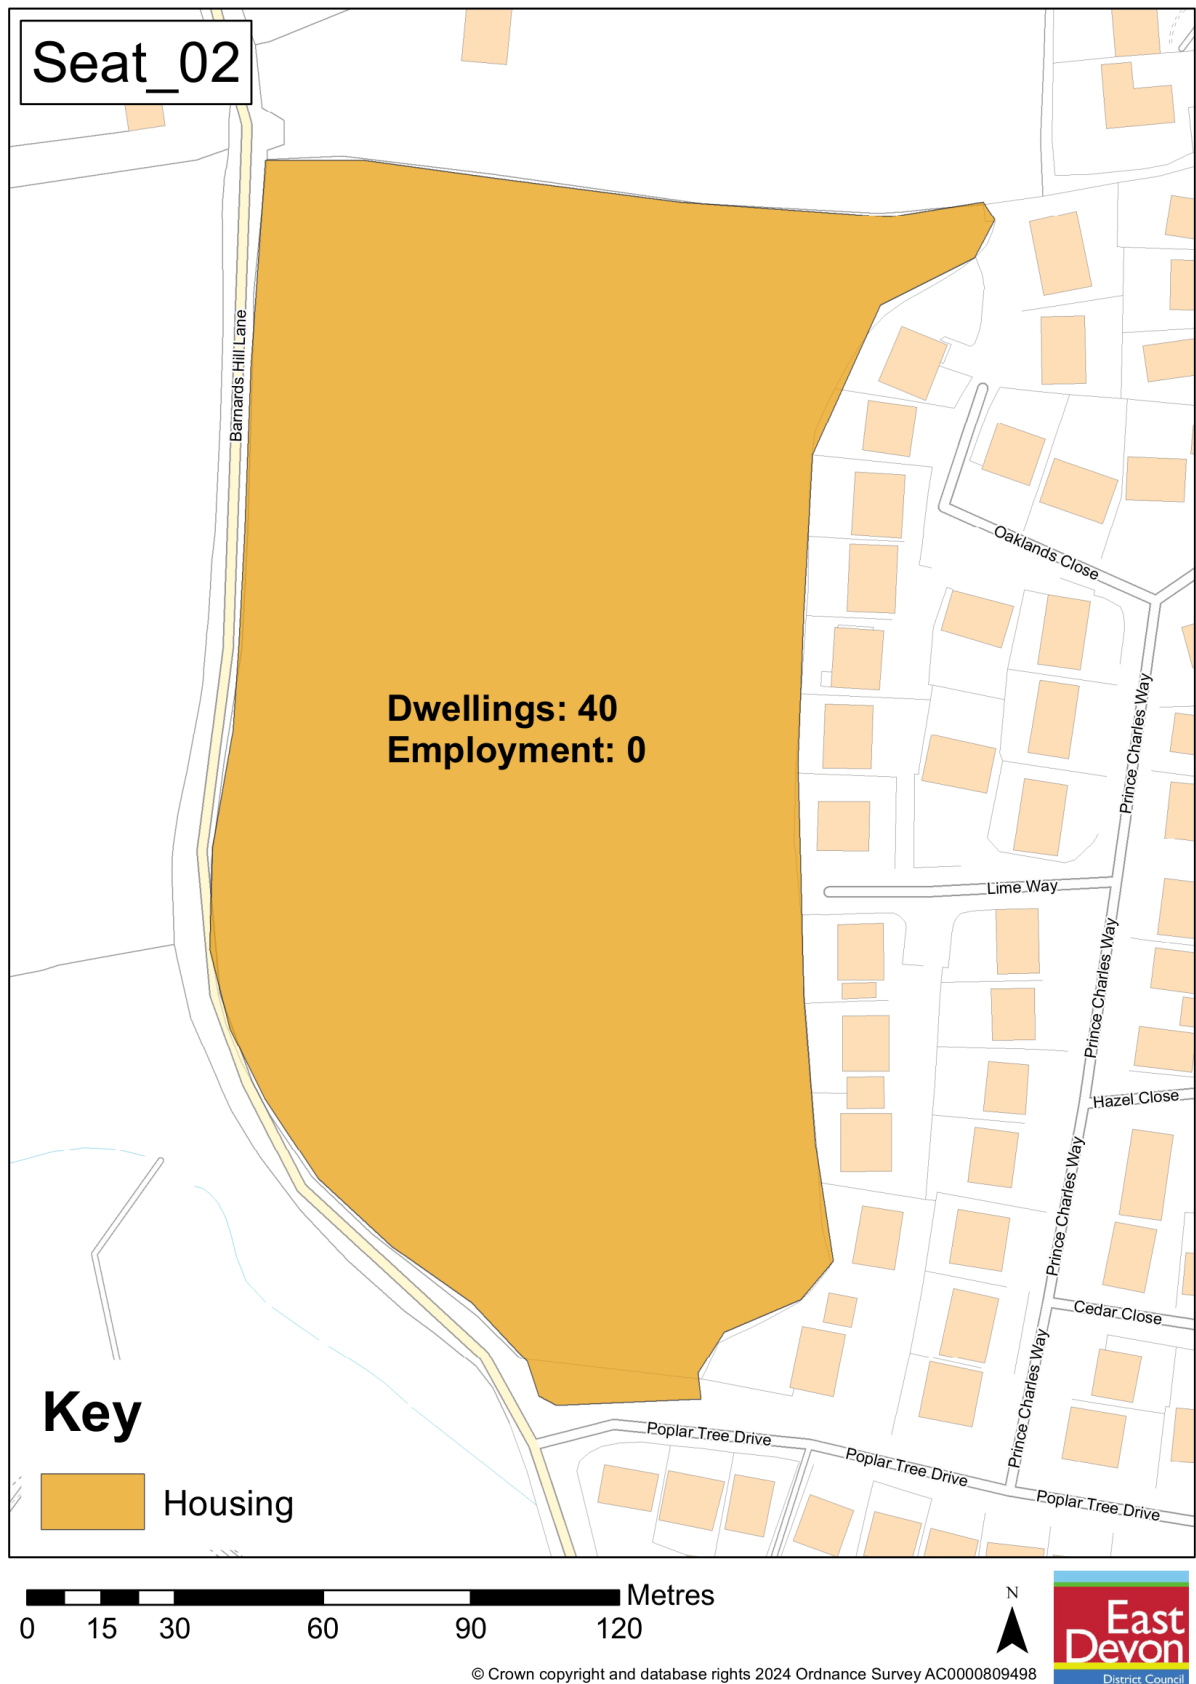 Seat_02
Barnards Hill Lane
Oaklands Close
Dwellings: 40
Employment: 0
Prince Charles Way
Lime Way
Prince Charles Way
Hazel Close
Prince Charles Way
Cedar Close
Prince Charles Way
Poplar Tree Drive
Poplar Tree Drive
Poplar Tree Drive
Key
Housing
Metres
0 15 30 60 90 120
N
East
Devon
District Council
© Crown copyright and database rights 2024 Ordnance Survey AC0000809498